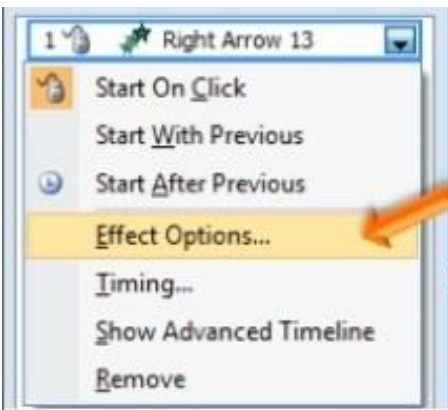 1 Right Arrow 13
Start On Click
Start With Previous
Start After Previous
Effect Options...
Timing...
Show Advanced Timeline
Remove